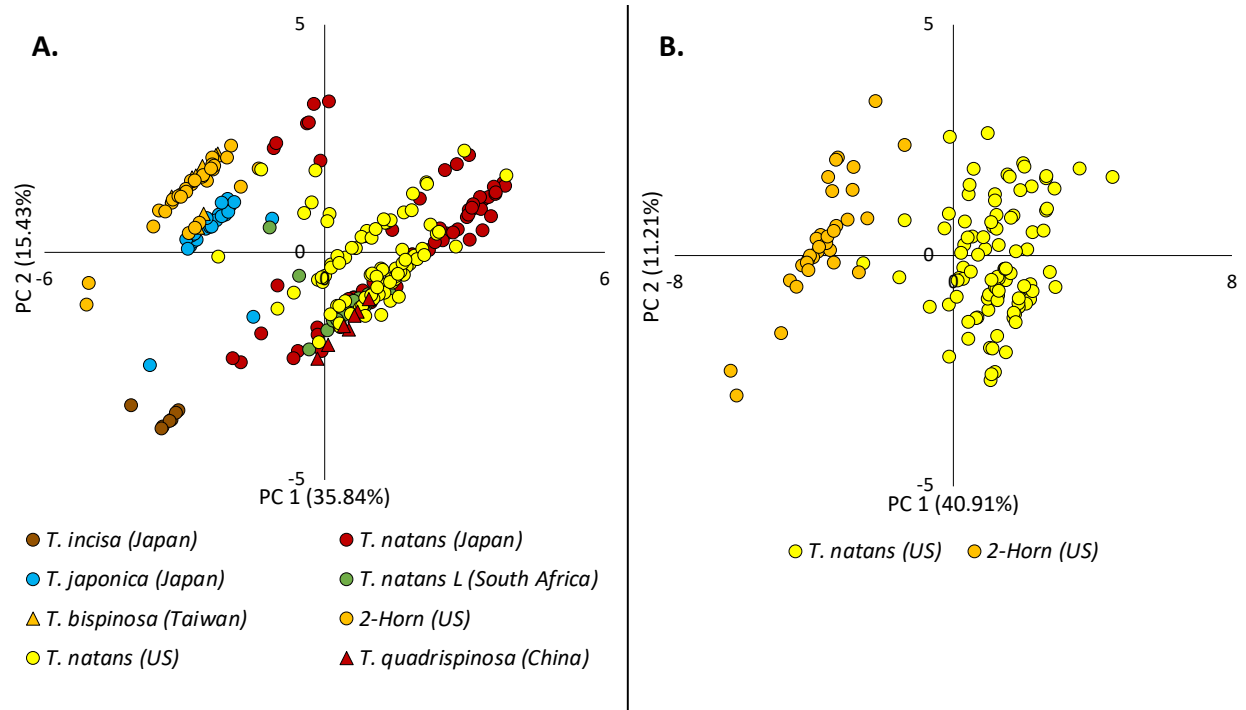 A.
5
0
-6
6
-5
PC 2 (15.43%)
PC 1 (35.84%)
T. incisa (Japan)
T. natans (Japan)
T. japonica (Japan)
T. natans L (South Africa)
T. bispinosa (Taiwan)
2-Horn (US)
T. natans (US)
T. quadrispinosa (China)
B.
5
0
-8
8
-5
PC 2 (11.21%)
PC 1 (40.91%)
T. natans (US)
2-Horn (US)